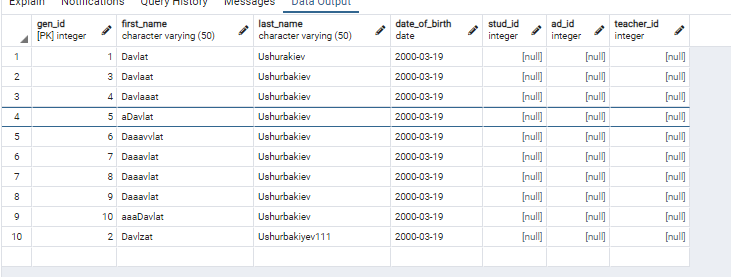 Explain Notifications Query History Messages Data Output
gen_id first_name last_name date_of_birth stud_id ad_id teacher_id
[PK] integer character varying (50) character varying (50) date integer integer integer
1 1 Davlat Ushurakiev 2000-03-19 [null] [null] [null]
2 3 Davlaat Ushurbakiev 2000-03-19 [null] [null] [null]
3 4 Davlaaat Ushurbakiev 2000-03-19 [null] [null] [null]
4 5 aDavlat Ushurbakiev 2000-03-19 [null] [null] [null]
5 6 Daaavvlat Ushurbakiev 2000-03-19 [null] [null] [null]
6 7 Daaavlat Ushurbakiev 2000-03-19 [null] [null] [null]
7 8 Daaavlat Ushurbakiev 2000-03-19 [null] [null] [null]
8 9 Daaavlat Ushurbakiev 2000-03-19 [null] [null] [null]
9 10 aaaDavlat Ushurbakiev 2000-03-19 [null] [null] [null]
10 2 Davlzat Ushurbakiyev111 2000-03-19 [null] [null] [null]